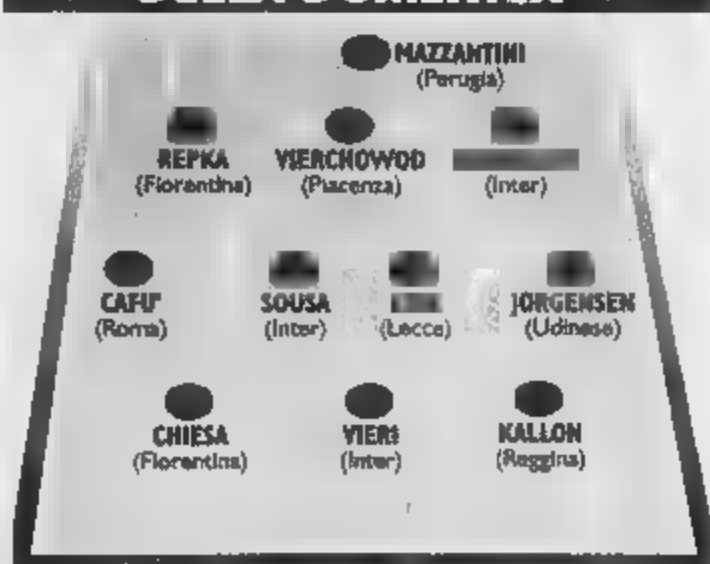 MAZZANTINI
(Perugia)
REPKA
(Fiorentina)
VIERCHOWOD
(Piacenza)
(Inter)
CAFU'
(Roma)
SOUSA
(Inter)
(Lecce)
JORGENSEN
(Udinese)
CHIESA
(Fiorentina)
VIERI
(Inter)
KALLON
(Reggina)